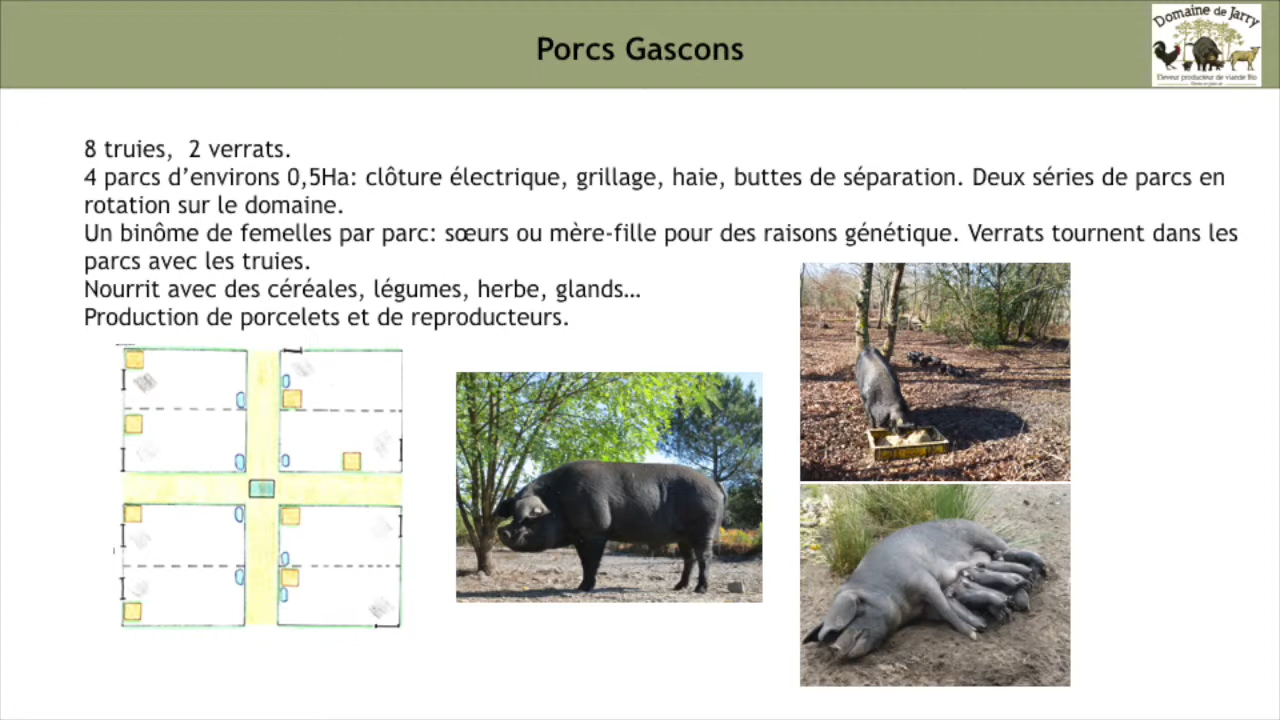 Porcs Gascons
Domaine de Jarry
Eleveur producteur de viande Bio
8 truies, 2 verrats.
4 parcs d’environs 0,5Ha: clôture électrique, grillage, haie, buttes de séparation. Deux séries de parcs en
rotation sur le domaine.
Un binôme de femelles par parc: sœurs ou mère-fille pour des raisons génétique. Verrats tournent dans les
parcs avec les truies.
Nourrit avec des céréales, légumes, herbe, glands…
Production de porcelets et de reproducteurs.